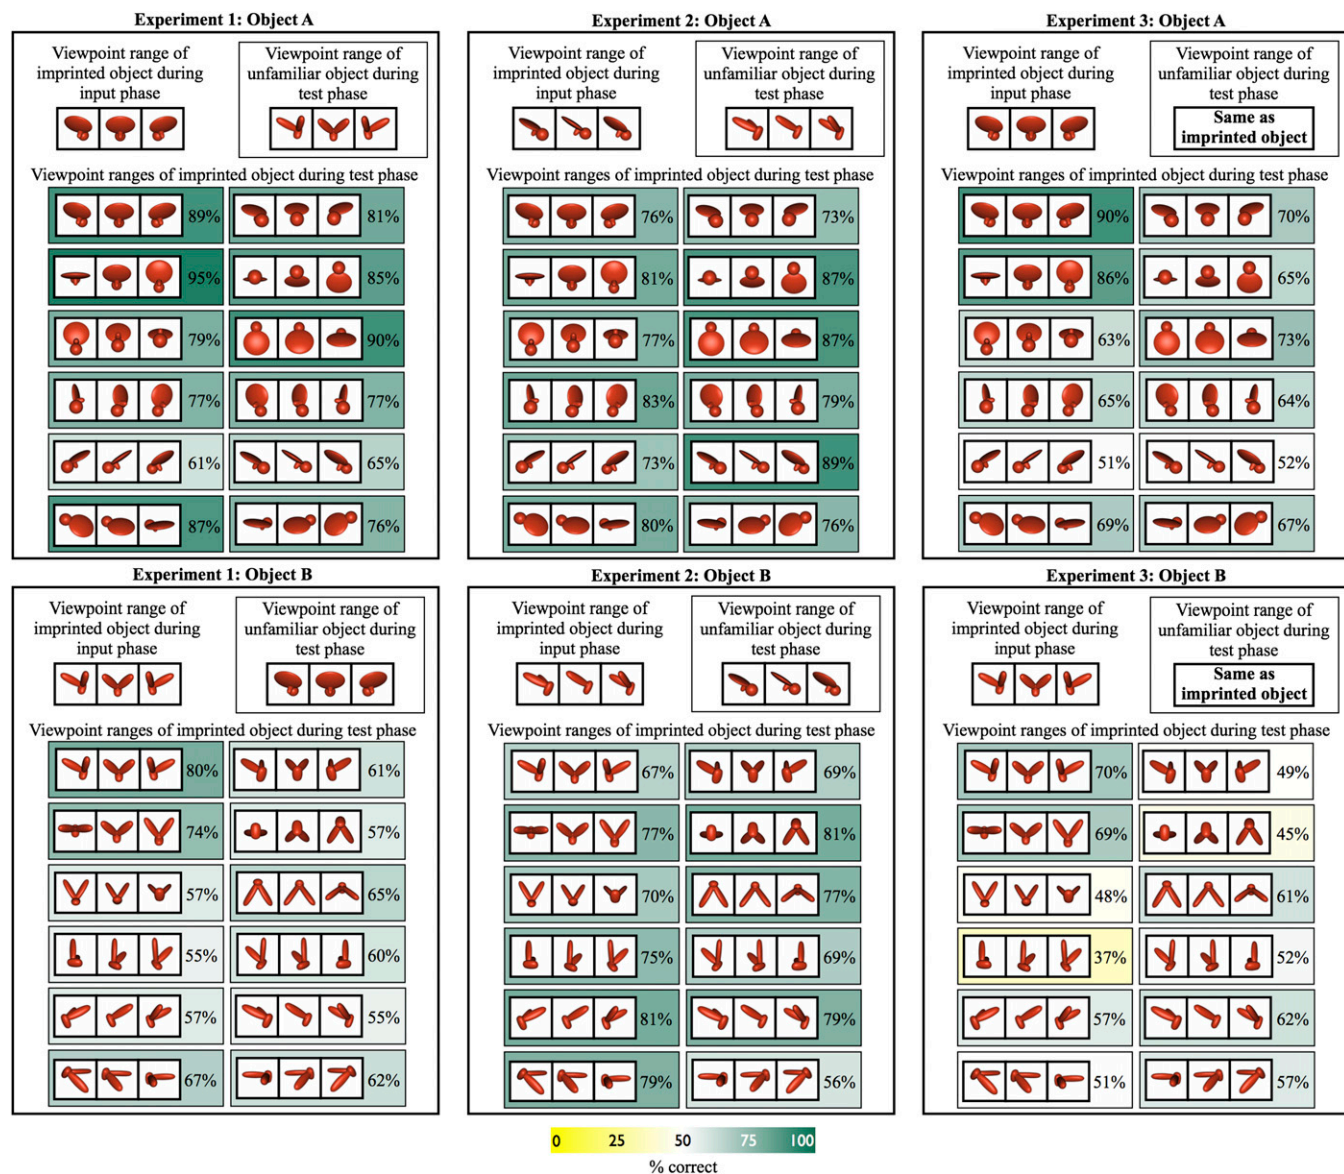 Experiment 1: Object A
Viewpoint range of
imprinted object during
input phase
Viewpoint range of
unfamiliar object during
test phase
Viewpoint ranges of imprinted object during test phase
89% 81%
95% 85%
79% 90%
77% 77%
61% 65%
87% 76%
Experiment 2: Object A
Viewpoint range of
imprinted object during
input phase
Viewpoint range of
unfamiliar object during
test phase
Viewpoint ranges of imprinted object during test phase
76% 73%
81% 87%
77% 87%
83% 79%
73% 89%
80% 76%
Experiment 3: Object A
Viewpoint range of
imprinted object during
input phase
Viewpoint range of
unfamiliar object during
test phase
Same as
imprinted object
Viewpoint ranges of imprinted object during test phase
90% 70%
86% 65%
63% 73%
65% 64%
51% 52%
69% 67%
Experiment 1: Object B
Viewpoint range of
imprinted object during
input phase
Viewpoint range of
unfamiliar object during
test phase
Viewpoint ranges of imprinted object during test phase
80% 61%
74% 57%
57% 65%
55% 60%
57% 55%
67% 62%
Experiment 2: Object B
Viewpoint range of
imprinted object during
input phase
Viewpoint range of
unfamiliar object during
test phase
Viewpoint ranges of imprinted object during test phase
67% 69%
77% 81%
70% 77%
75% 69%
81% 79%
79% 56%
Experiment 3: Object B
Viewpoint range of
imprinted object during
input phase
Viewpoint range of
unfamiliar object during
test phase
Same as
imprinted object
Viewpoint ranges of imprinted object during test phase
70% 49%
69% 45%
48% 61%
37% 52%
57% 62%
51% 57%
0 25 50 75 100
% correct